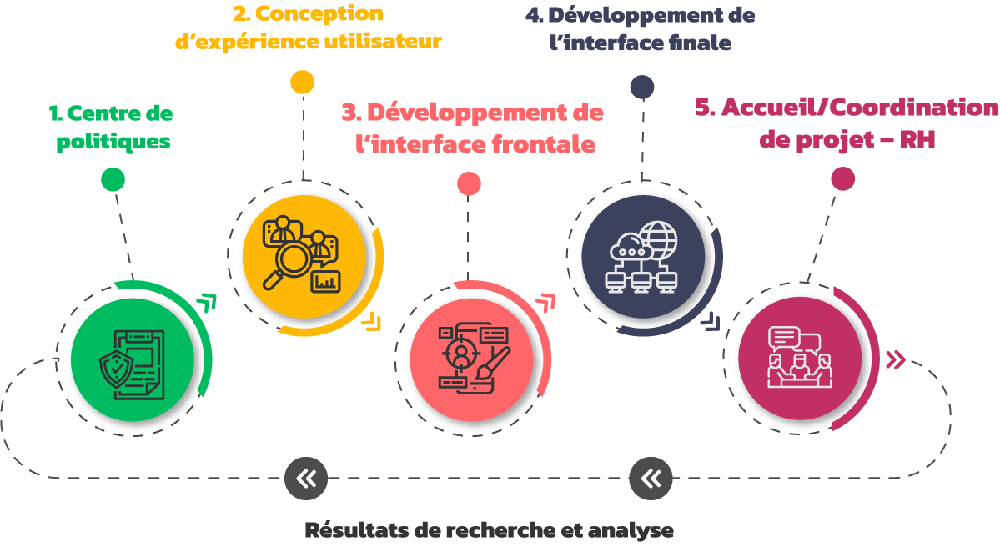 1. Centre de
politiques
2. Conception
d’expérience utilisateur
3. Développement de
l’interface frontale
4. Développement de
l’interface finale
5. Accueil/Coordination
de projet – RH
Résultats de recherche et analyse